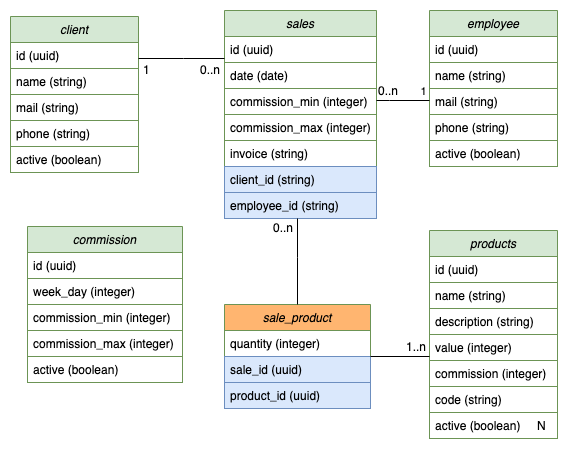 client
id (uuid)
name (string)
mail (string)
phone (string)
active (boolean)
1
0..n
sales
id (uuid)
date (date)
commission_min (integer)
commission_max (integer)
invoice (string)
client_id (string)
employee_id (string)
0..n
1
employee
id (uuid)
name (string)
mail (string)
phone (string)
active (boolean)
0..n
commission
id (uuid)
week_day (integer)
commission_min (integer)
commission_max (integer)
active (boolean)
sale_product
quantity (integer)
sale_id (uuid)
product_id (uuid)
1..n
products
id (uuid)
name (string)
description (string)
value (integer)
commission (integer)
code (string)
active (boolean) N